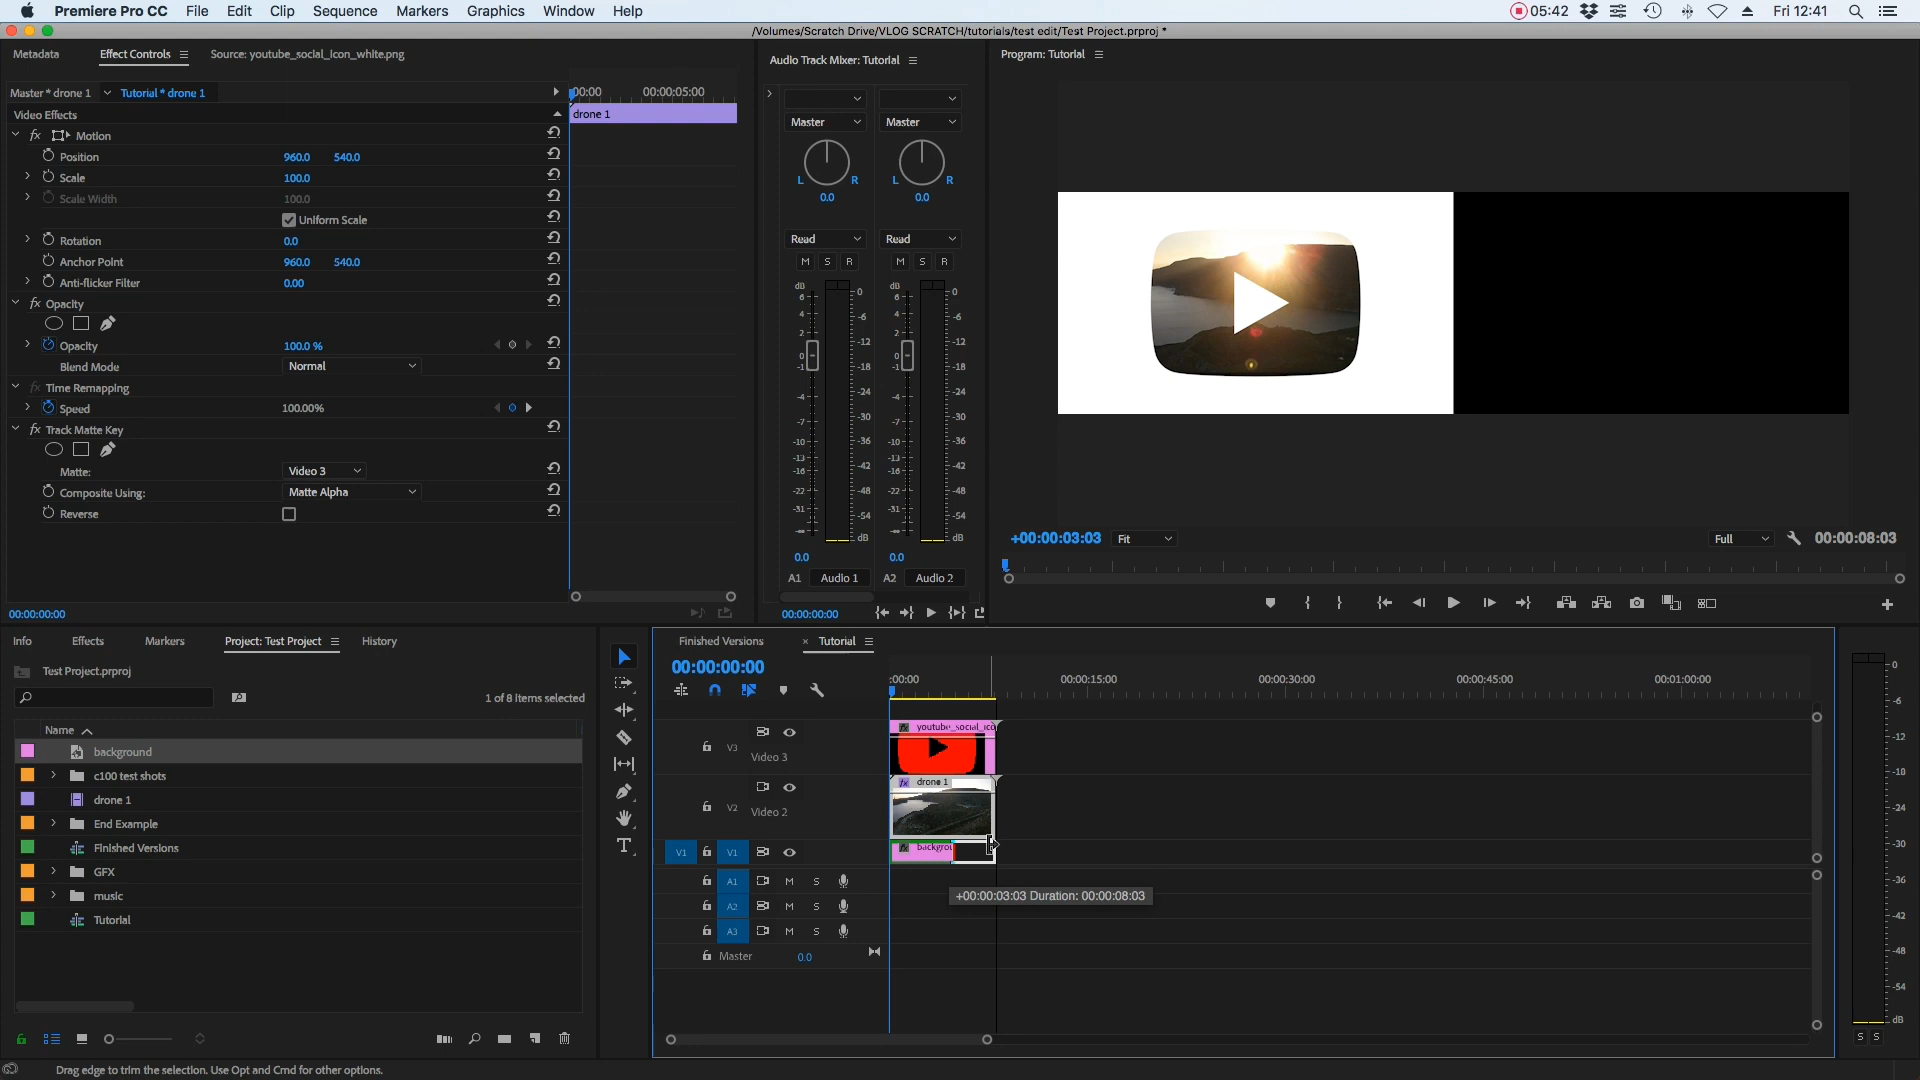 Premiere Pro CC File Edit Clip Sequence Markers Graphics Window Help 05:42 Fri 12:41
/Volumes/Scratch Drive/VLOG SCRATCH/tutorials/test edit/Test Project.prproj *
Metadata Effect Controls Source: youtube_social_icon_white.png Audio Track Mixer: Tutorial Program: Tutorial
Master * drone 1 Tutorial * drone 1 00:00 00:00:05:00
Video Effects drone 1
fx Motion
Position 960.0 540.0
Scale 100.0
Scale Width 100.0
Uniform Scale
Rotation 0.0
Anchor Point 960.0 540.0
Anti-flicker Filter 0.00
fx Opacity
Opacity 100.0 %
Blend Mode Normal
fx Time Remapping
Speed 100.00%
fx Track Matte Key
Matte: Video 3
Composite Using: Matte Alpha
Reverse
00:00:00:00
Master Master
L R L R
0.0 0.0
Read Read
M S R M S R
dB 0 dB 0
6 6
4 -6 4 -6
2 2
-12 -12
0 0
-1 -18 -1 -18
-4 -24 -4 -24
-7 -30 -7 -30
-10 -36 -10 -36
-13 -13
-16 -42 -16 -42
-22 -48 -22 -48
-31 -54 -31 -54
-∞ dB -∞ dB
0.0 0.0
A1 Audio 1 A2 Audio 2
00:00:00:00
+00:00:03:03 Fit Full 00:00:08:03
Info Effects Markers Project: Test Project History
Test Project.prproj
1 of 8 Items selected
Name
background
c100 test shots
drone 1
End Example
Finished Versions
GFX
music
Tutorial
Finished Versions × Tutorial
00:00:00:00
:00:00 00:00:15:00 00:00:30:00 00:00:45:00 00:01:00:00
fx youtube_social_ico
V3
Video 3
fx drone 1
V2
Video 2
V1 V1 fx backgrou
A1 M S
+00:00:03:03 Duration: 00:00:08:03
A2 M S
A3 M S
Master 0.0
0
-6
-12
-18
-24
-30
-36
-42
-48
-54
dB
S S
Drag edge to trim the selection. Use Opt and Cmd for other options.